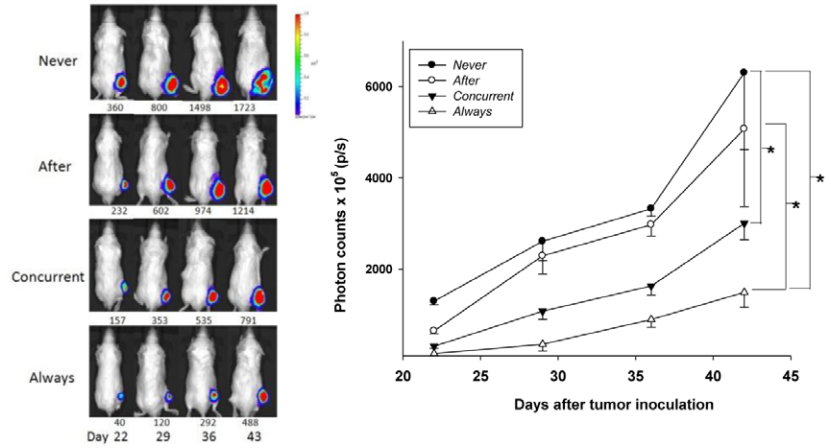 Never
360 800 1498 1723
After
232 602 974 1214
Concurrent
157 353 535 791
Always
40 120 292 488
Day 22 29 36 43
Never
After
Concurrent
Always
Photon counts x 10⁵ (p/s)
6000
4000
2000
*
*
*
20 25 30 35 40 45
Days after tumor inoculation